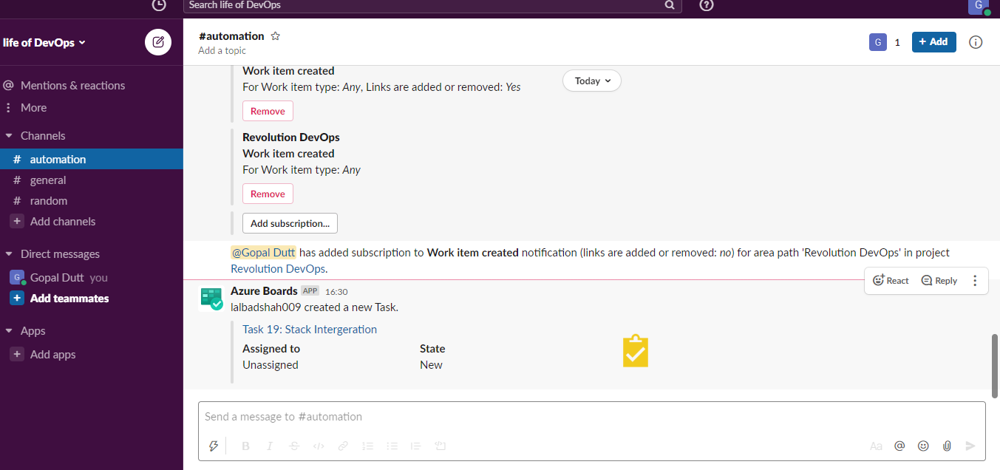 Search life of DevOps
G
life of DevOps
Mentions & reactions
More
Channels
# automation
# general
# random
+ Add channels
Direct messages
G Gopal Dutt you
+ Add teammates
Apps
+ Add apps
#automation
Add a topic
G 1 + Add
Work item created
For Work item type: Any, Links are added or removed: Yes
Today
Remove
Revolution DevOps
Work item created
For Work item type: Any
Remove
Add subscription...
@Gopal Dutt has added subscription to Work item created notification (links are added or removed: no) for area path 'Revolution DevOps' in project
Revolution DevOps.
React Reply
Azure Boards APP 16:30
lalbadshah009 created a new Task.
Task 19: Stack Intergeration
Assigned to State
Unassigned New
Send a message to #automation
B I S </> Aa @